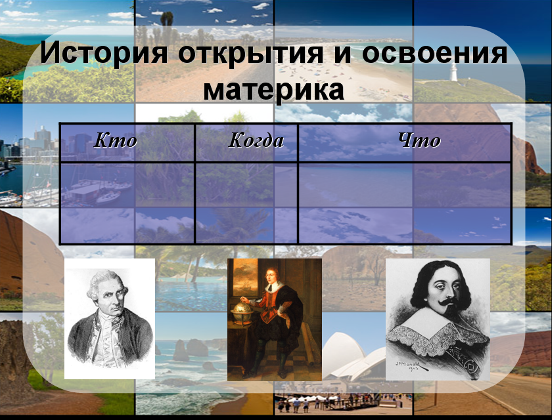 История открытия и освоения
материка
Кто Когда Что